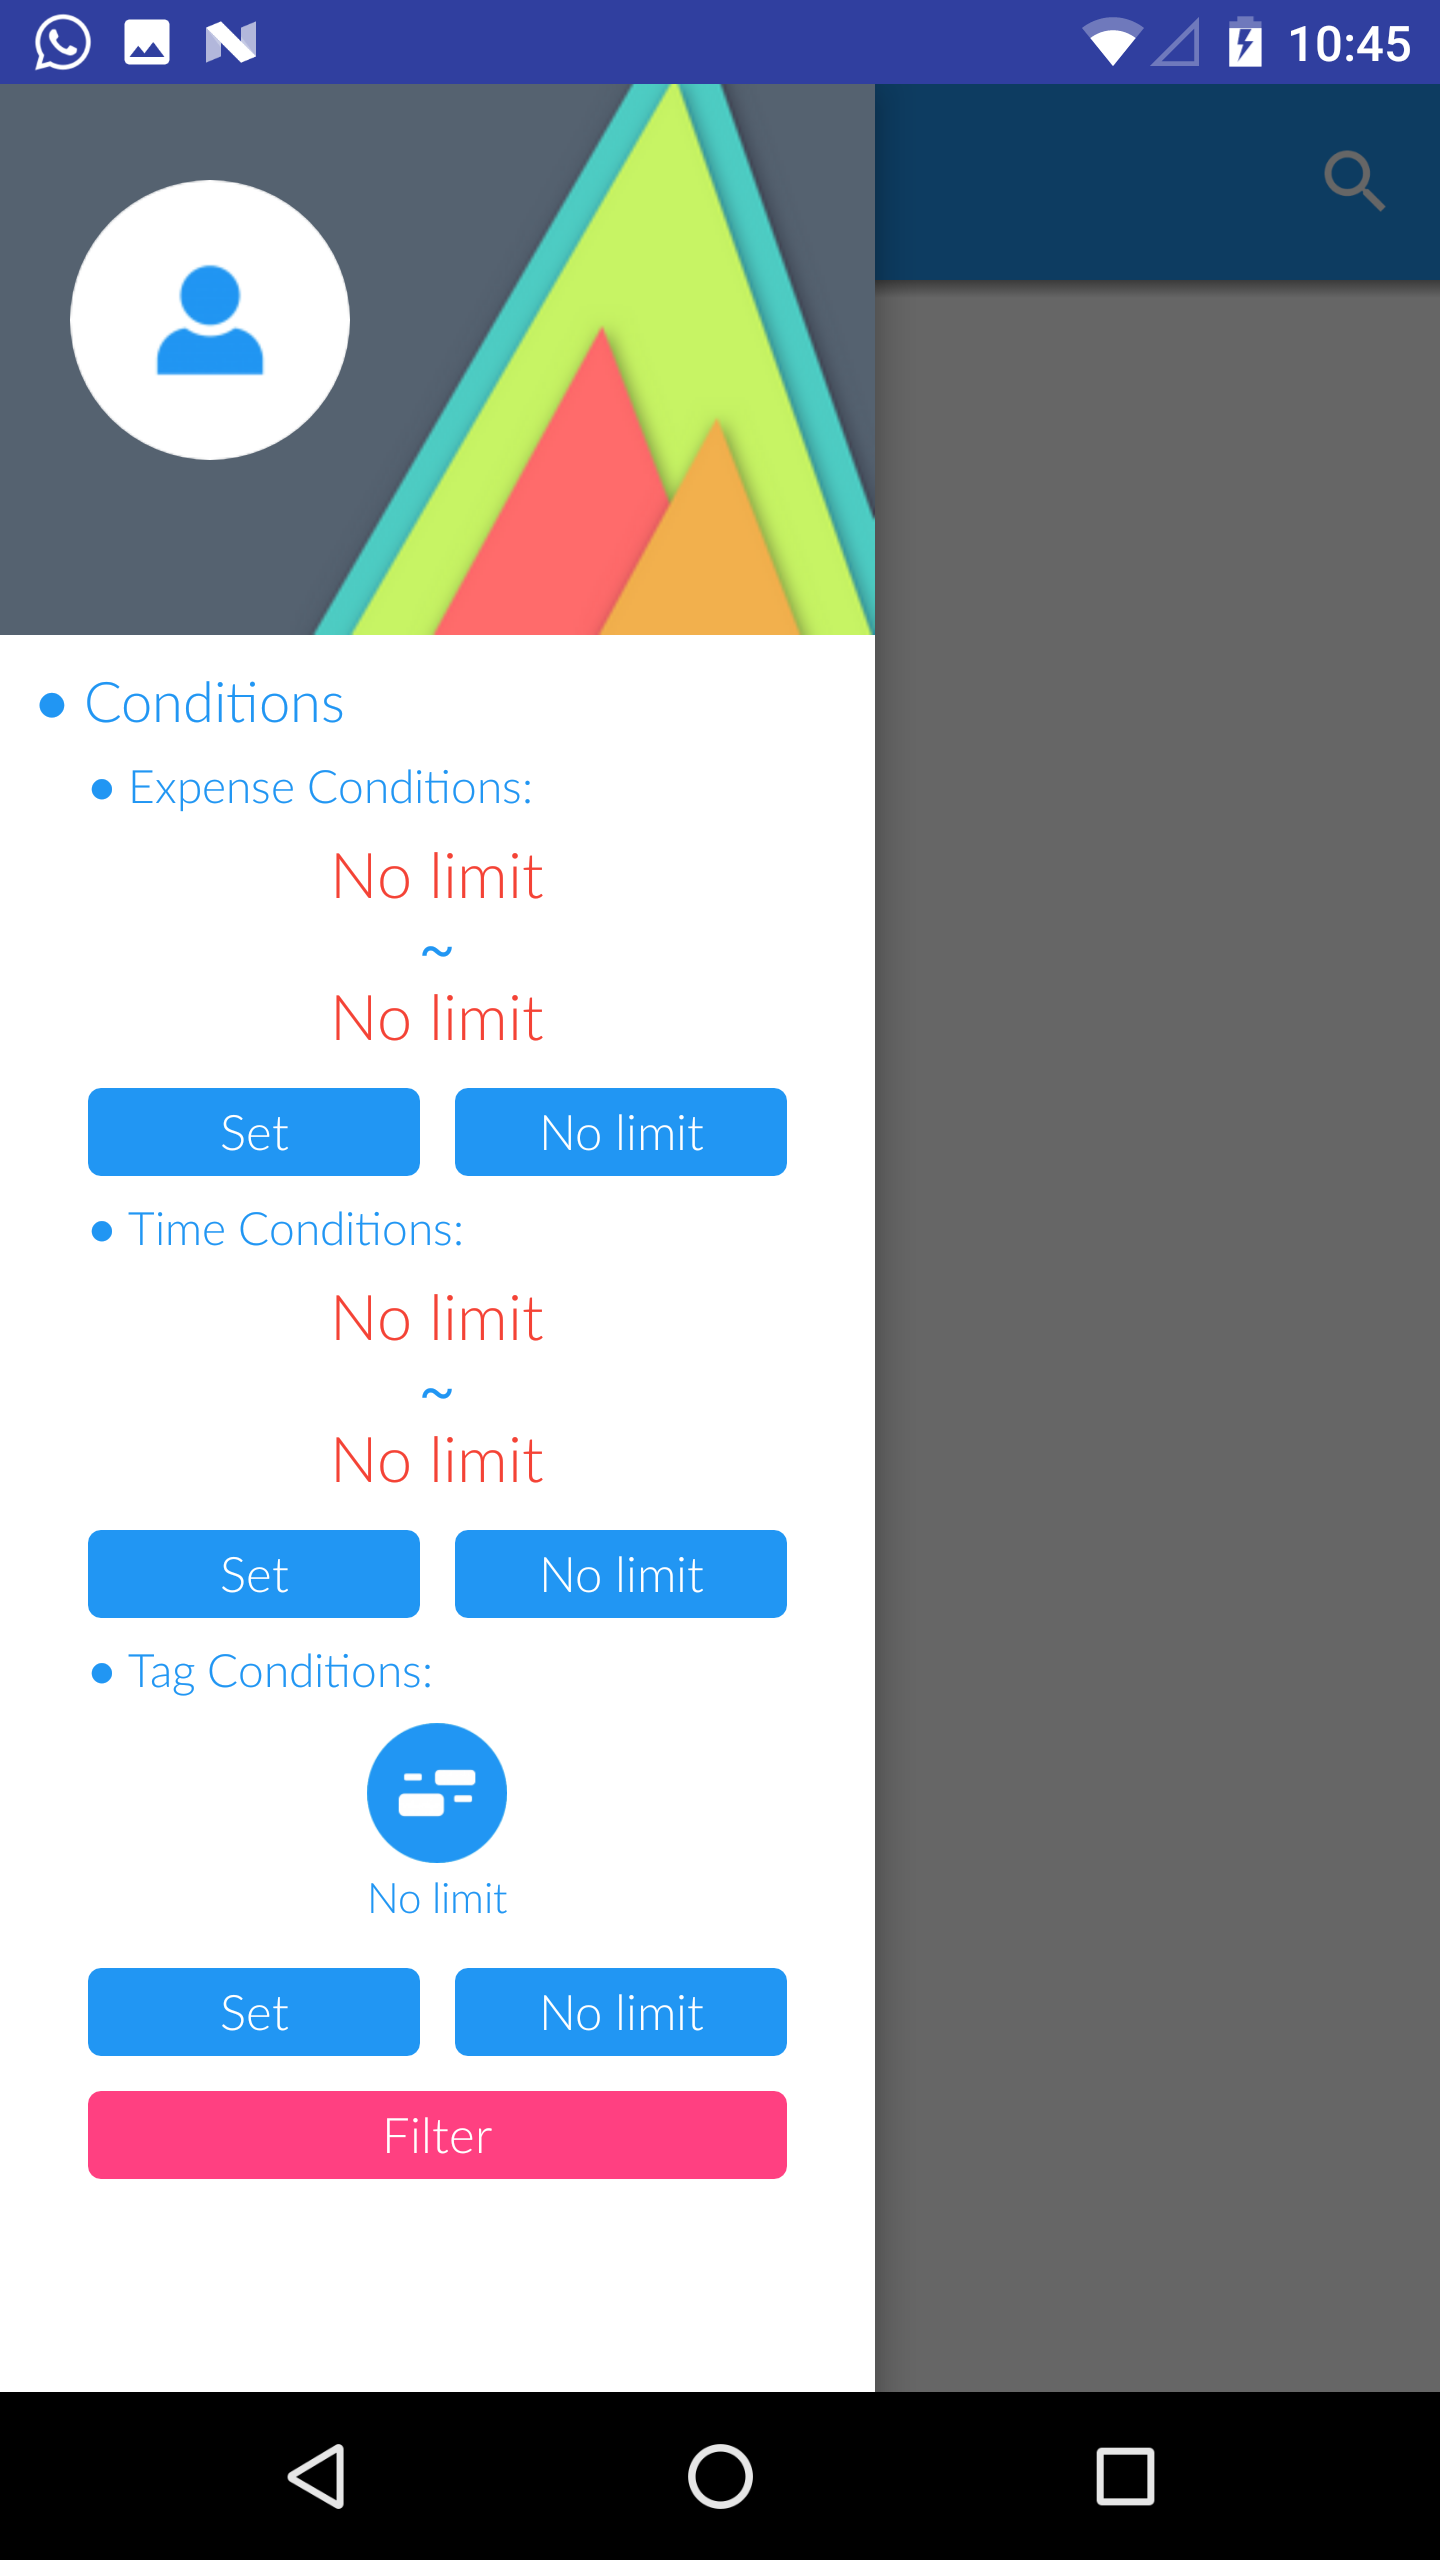 10:45
● Conditions
● Expense Conditions:
No limit
~
No limit
Set No limit
● Time Conditions:
No limit
~
No limit
Set No limit
● Tag Conditions:
No limit
Set No limit
Filter